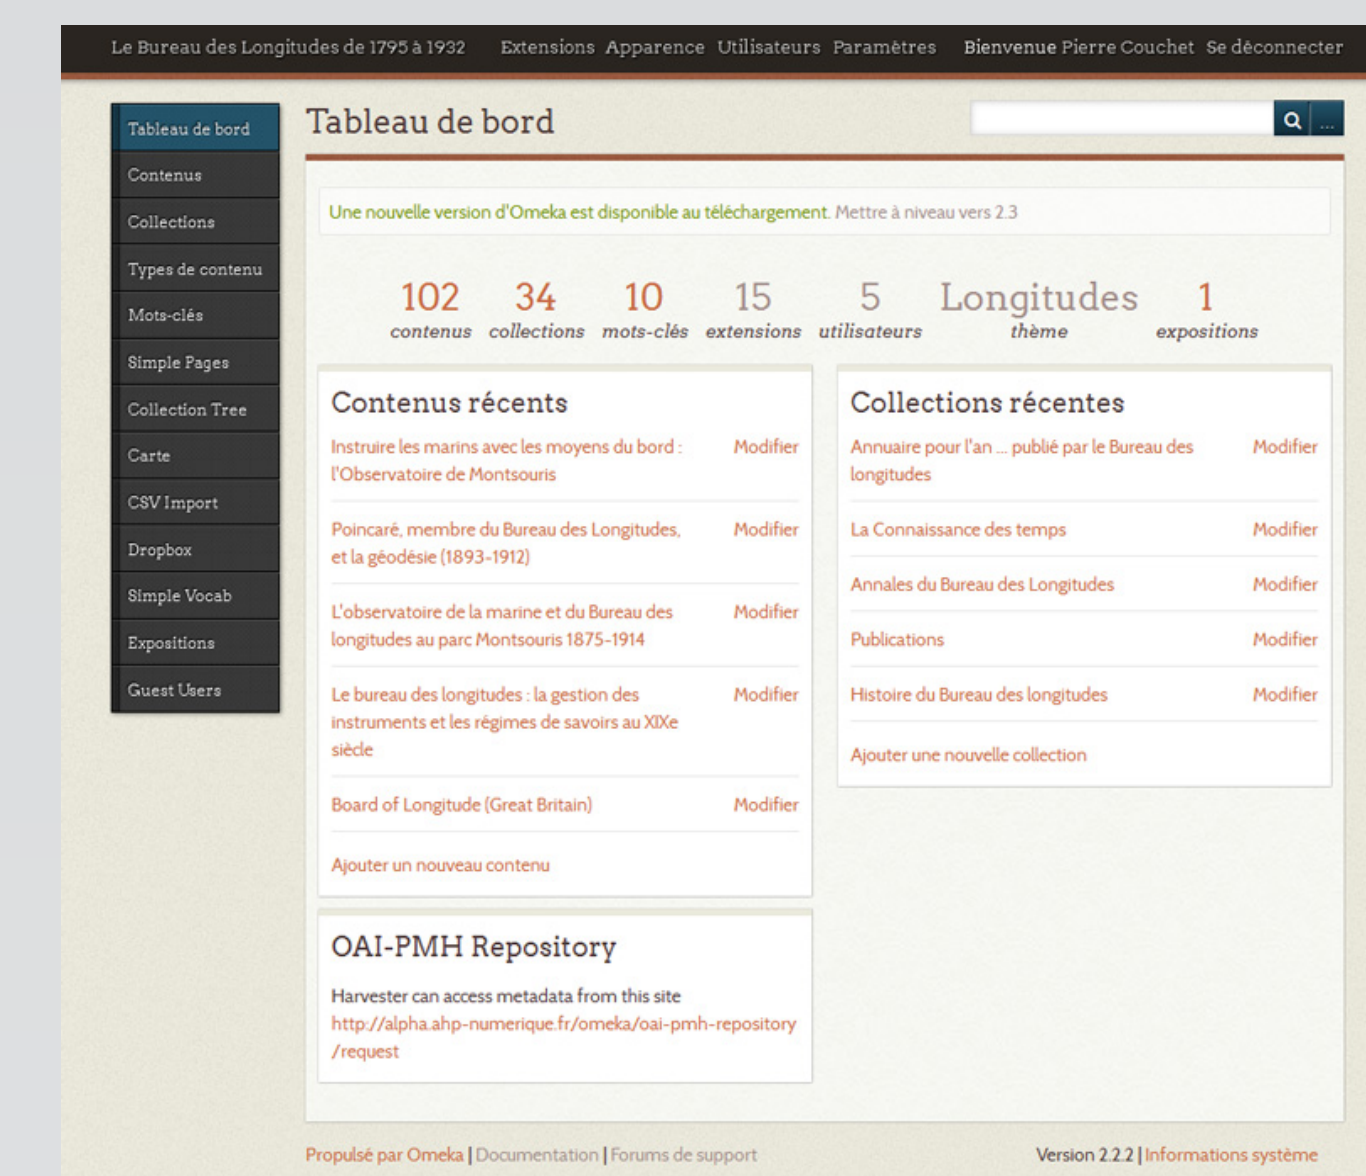 Le Bureau des Longitudes de 1795 à 1932 Extensions Apparence Utilisateurs Paramètres Bienvenue Pierre Couchet Se déconnecter
Tableau de bord
Contenus
Collections
Types de contenu
Mots-clés
Simple Pages
Collection Tree
Carte
CSV Import
Dropbox
Simple Vocab
Expositions
Guest Users
Tableau de bord
...
Une nouvelle version d'Omeka est disponible au téléchargement. Mettre à niveau vers 2.3
102 34 10 15 5 Longitudes 1
contenus collections mots-clés extensions utilisateurs thème expositions
Contenus récents
Instruire les marins avec les moyens du bord : Modifier
l'Observatoire de Montsouris
Poincaré, membre du Bureau des Longitudes, Modifier
et la géodésie (1893-1912)
L'observatoire de la marine et du Bureau des Modifier
longitudes au parc Montsouris 1875-1914
Le bureau des longitudes : la gestion des Modifier
instruments et les régimes de savoirs au XIXe
siècle
Board of Longitude (Great Britain) Modifier
Ajouter un nouveau contenu
Collections récentes
Annuaire pour l'an ... publié par le Bureau des Modifier
longitudes
La Connaissance des temps Modifier
Annales du Bureau des Longitudes Modifier
Publications Modifier
Histoire du Bureau des longitudes Modifier
Ajouter une nouvelle collection
OAI-PMH Repository
Harvester can access metadata from this site
http://alpha.ahp-numerique.fr/omeka/oai-pmh-repository
/request
Propulsé par Omeka | Documentation | Forums de support Version 2.2.2 | Informations système